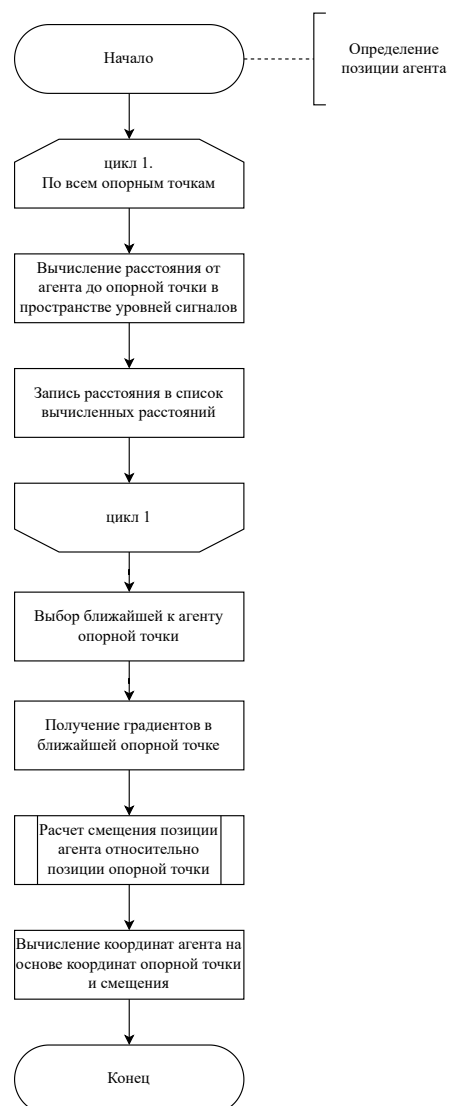 Начало
Определение
позиции агента
цикл 1.
По всем опорным точкам
Вычисление расстояния от
агента до опорной точки в
пространстве уровней сигналов
Запись расстояния в список
вычисленных расстояний
цикл 1
Выбор ближайшей к агенту
опорной точки
Получение градиентов в
ближайшей опорной точке
Расчет смещения позиции
агента относительно
позиции опорной точки
Вычисление координат агента на
основе координат опорной точки
и смещения
Конец